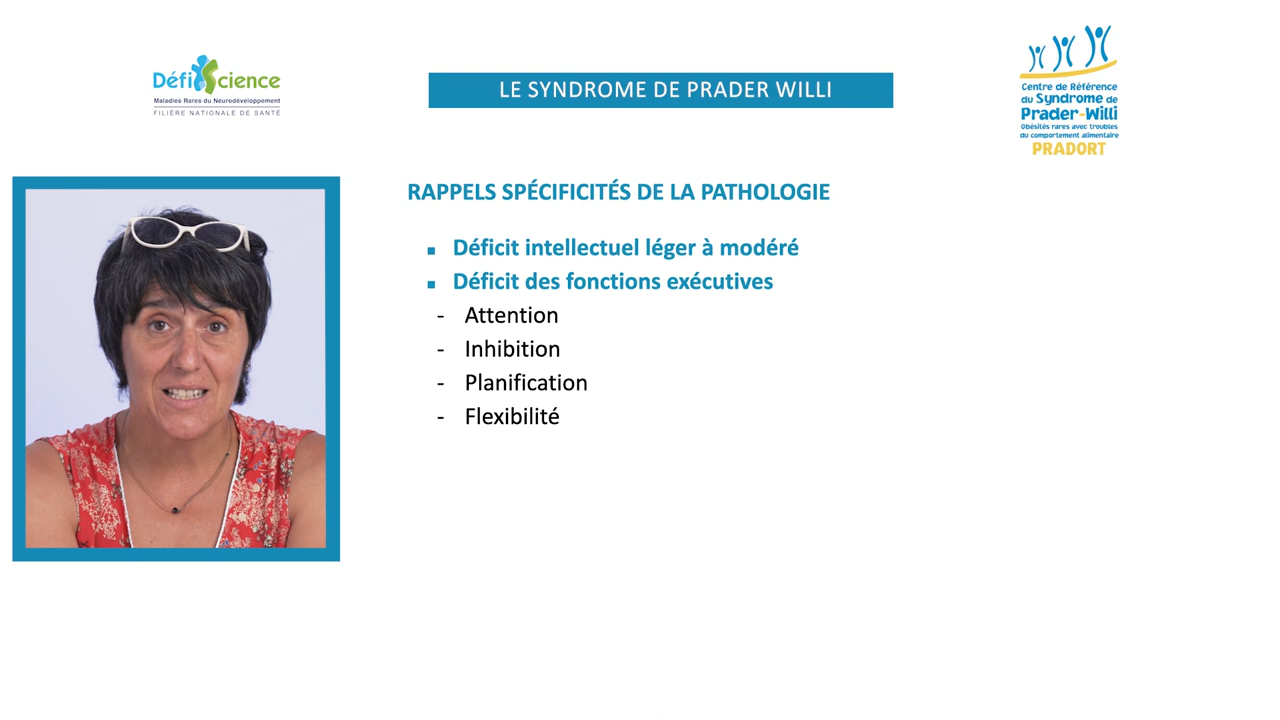 DéfiScience
Maladies Rares du Neurodéveloppement
FILIÈRE NATIONALE DE SANTÉ
LE SYNDROME DE PRADER WILLI
Centre de Référence
du Syndrome de
Prader-Willi
Obésités rares avec troubles
du comportement alimentaire
PRADORT
RAPPELS SPÉCIFICITÉS DE LA PATHOLOGIE
▪ Déficit intellectuel léger à modéré
▪ Déficit des fonctions exécutives
- Attention
- Inhibition
- Planification
- Flexibilité